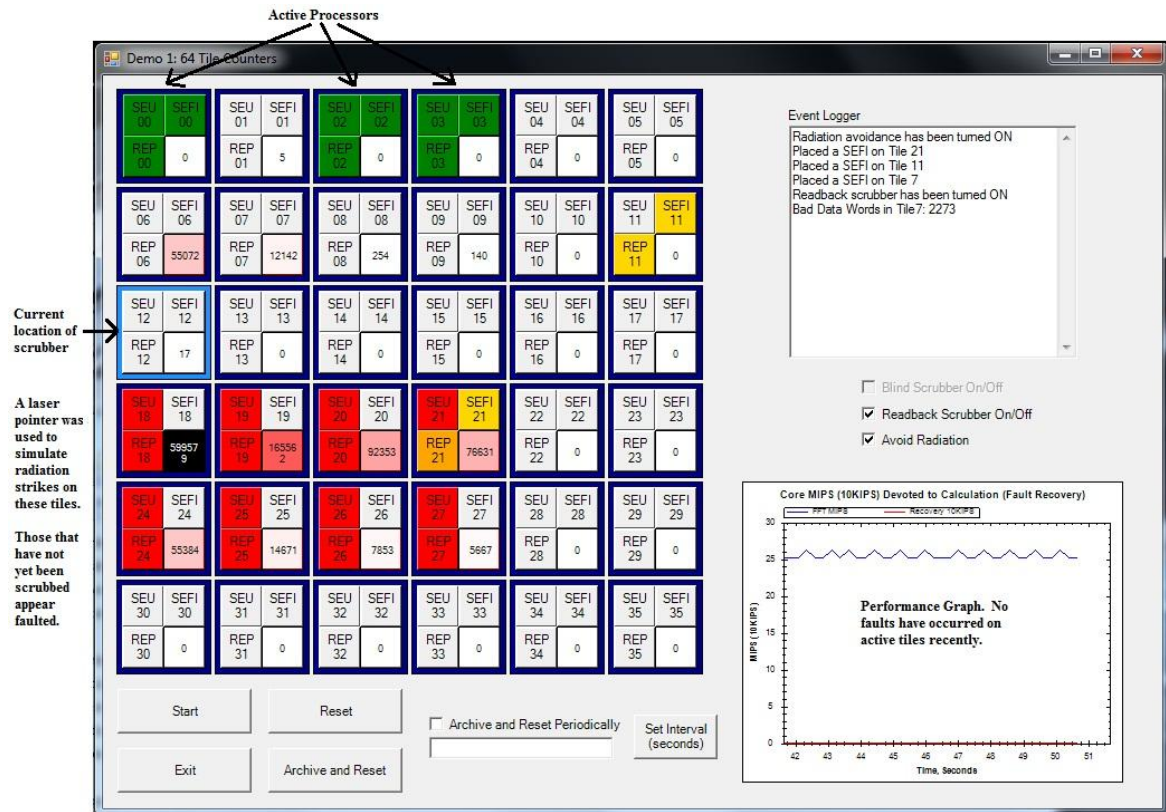 Active Processors
Demo 1: 64 Tile Counters
SEU 00 SEFI 00 REP 00 0
SEU 01 SEFI 01 REP 01 5
SEU 02 SEFI 02 REP 02 0
SEU 03 SEFI 03 REP 03 0
SEU 04 SEFI 04 REP 04 0
SEU 05 SEFI 05 REP 05 0
SEU 06 SEFI 06 REP 06 55072
SEU 07 SEFI 07 REP 07 12142
SEU 08 SEFI 08 REP 08 254
SEU 09 SEFI 09 REP 09 140
SEU 10 SEFI 10 REP 10 0
SEU 11 SEFI 11 REP 11 0
Current
location of
scrubber
SEU 12 SEFI 12 REP 12 17
SEU 13 SEFI 13 REP 13 0
SEU 14 SEFI 14 REP 14 0
SEU 15 SEFI 15 REP 15 0
SEU 16 SEFI 16 REP 16 0
SEU 17 SEFI 17 REP 17 0
A laser
pointer was
used to
simulate
radiation
strikes on
these tiles.
Those that
have not
yet been
scrubbed
appear
faulted.
SEU 18 SEFI 18 REP 18 599579
SEU 19 SEFI 19 REP 19 165562
SEU 20 SEFI 20 REP 20 92353
SEU 21 SEFI 21 REP 21 76631
SEU 22 SEFI 22 REP 22 0
SEU 23 SEFI 23 REP 23 0
SEU 24 SEFI 24 REP 24 55384
SEU 25 SEFI 25 REP 25 14671
SEU 26 SEFI 26 REP 26 7853
SEU 27 SEFI 27 REP 27 5667
SEU 28 SEFI 28 REP 28 0
SEU 29 SEFI 29 REP 29 0
SEU 30 SEFI 30 REP 30 0
SEU 31 SEFI 31 REP 31 0
SEU 32 SEFI 32 REP 32 0
SEU 33 SEFI 33 REP 33 0
SEU 34 SEFI 34 REP 34 0
SEU 35 SEFI 35 REP 35 0
Start
Reset
Exit
Archive and Reset
Archive and Reset Periodically
Set Interval
(seconds)
Event Logger
Radiation avoidance has been turned ON
Placed a SEFI on Tile 21
Placed a SEFI on Tile 11
Placed a SEFI on Tile 7
Readback scrubber has been turned ON
Bad Data Words in Tile7: 2273
Blind Scrubber On/Off
Readback Scrubber On/Off
Avoid Radiation
Core MIPS (10KIPS) Devoted to Calculation (Fault Recovery)
FFT MIPS Recovery 10KIPS
MIPS (10KIPS)
30
25
20
15
10
5
0
Performance Graph. No
faults have occurred on
active tiles recently.
42 43 44 45 46 47 48 49 50 51
Time, Seconds